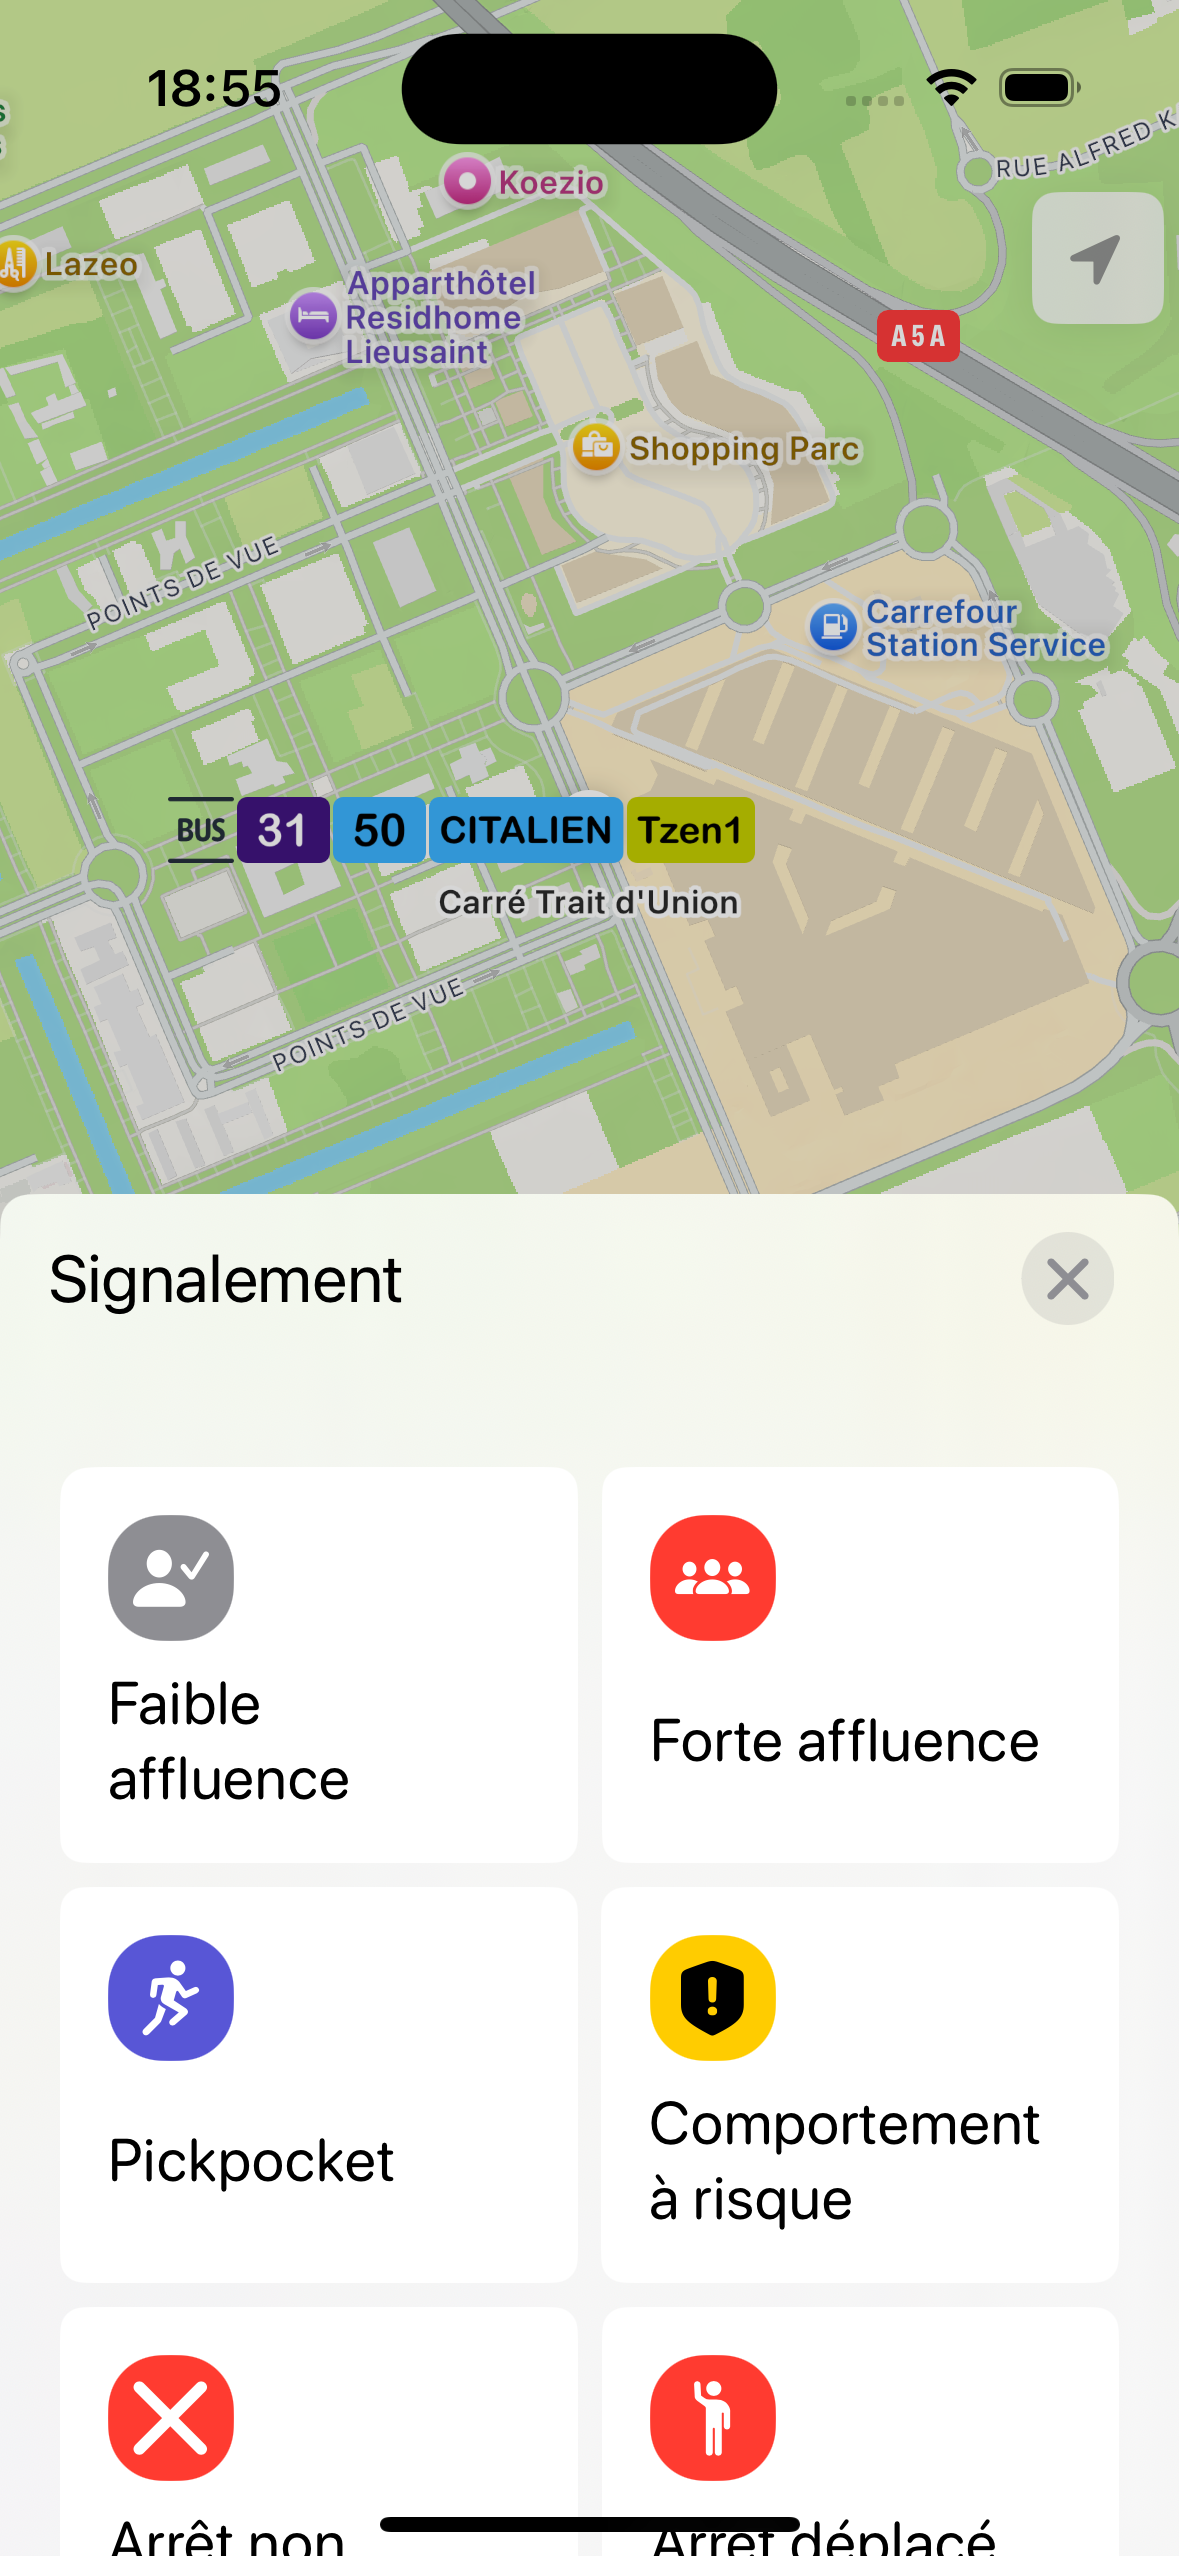 18:55
RUE ALFRED K
Koezio
Lazeo
Apparthôtel
Residhome
Lieusaint
A5A
Shopping Parc
POINTS DE VUE
Carrefour
Station Service
BUS 31 50 CITALIEN Tzen1
Carré Trait d'Union
POINTS DE VUE
Signalement
Faible
affluence
Forte affluence
Pickpocket
Comportement
à risque
Arrêt non
Arrêt déplacé